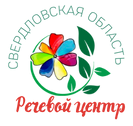 СВЕРДЛОВСКАЯ ОБЛАСТЬ
Речевой центр